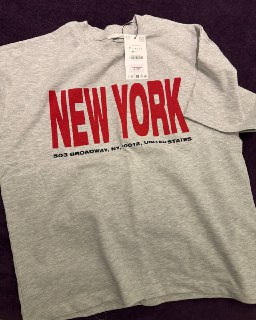 NEW YORK
503 BROADWAY, NY, 10012, UNITED STATES